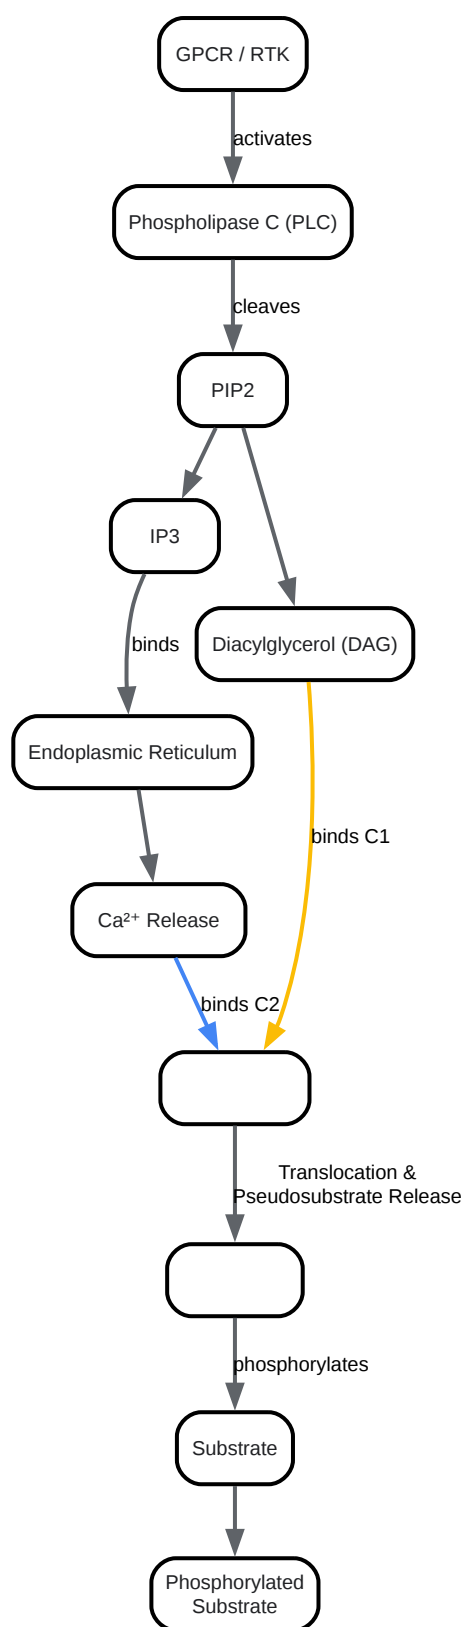 GPCR / RTK
activates
Phospholipase C (PLC)
cleaves
PIP2
IP3
binds
Diacylglycerol (DAG)
Endoplasmic Reticulum
binds C1
Ca²⁺ Release
binds C2
Translocation &
Pseudosubstrate Release
phosphorylates
Substrate
Phosphorylated
Substrate